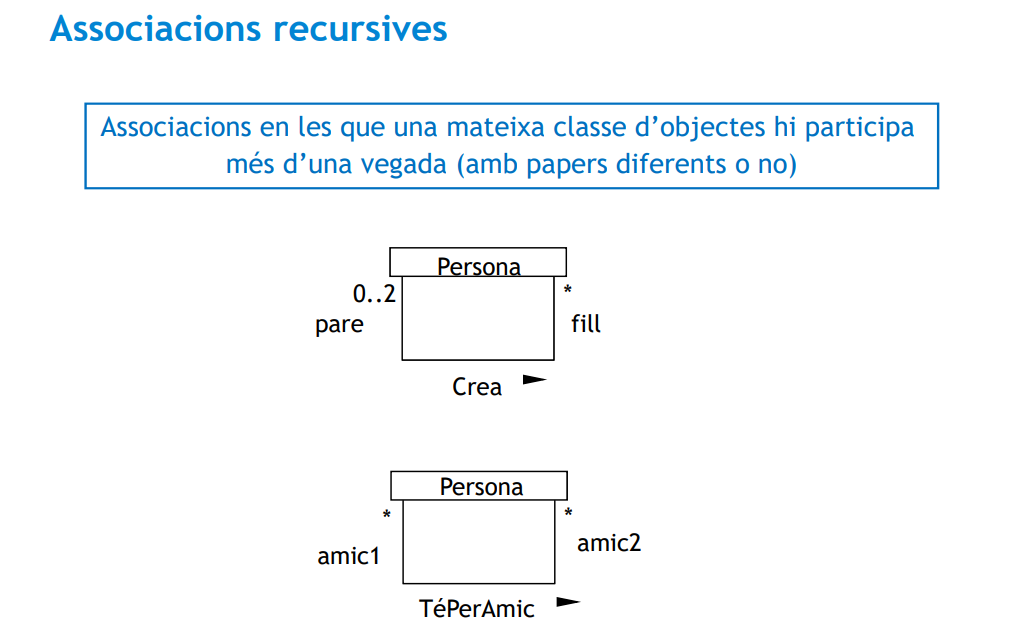 Associacions recursives
Associacions en les que una mateixa classe d'objectes hi participa
més d'una vegada (amb papers diferents o no)
Persona
0..2
*
pare
fill
Crea
Persona
*
*
amic1
amic2
TéPerAmic